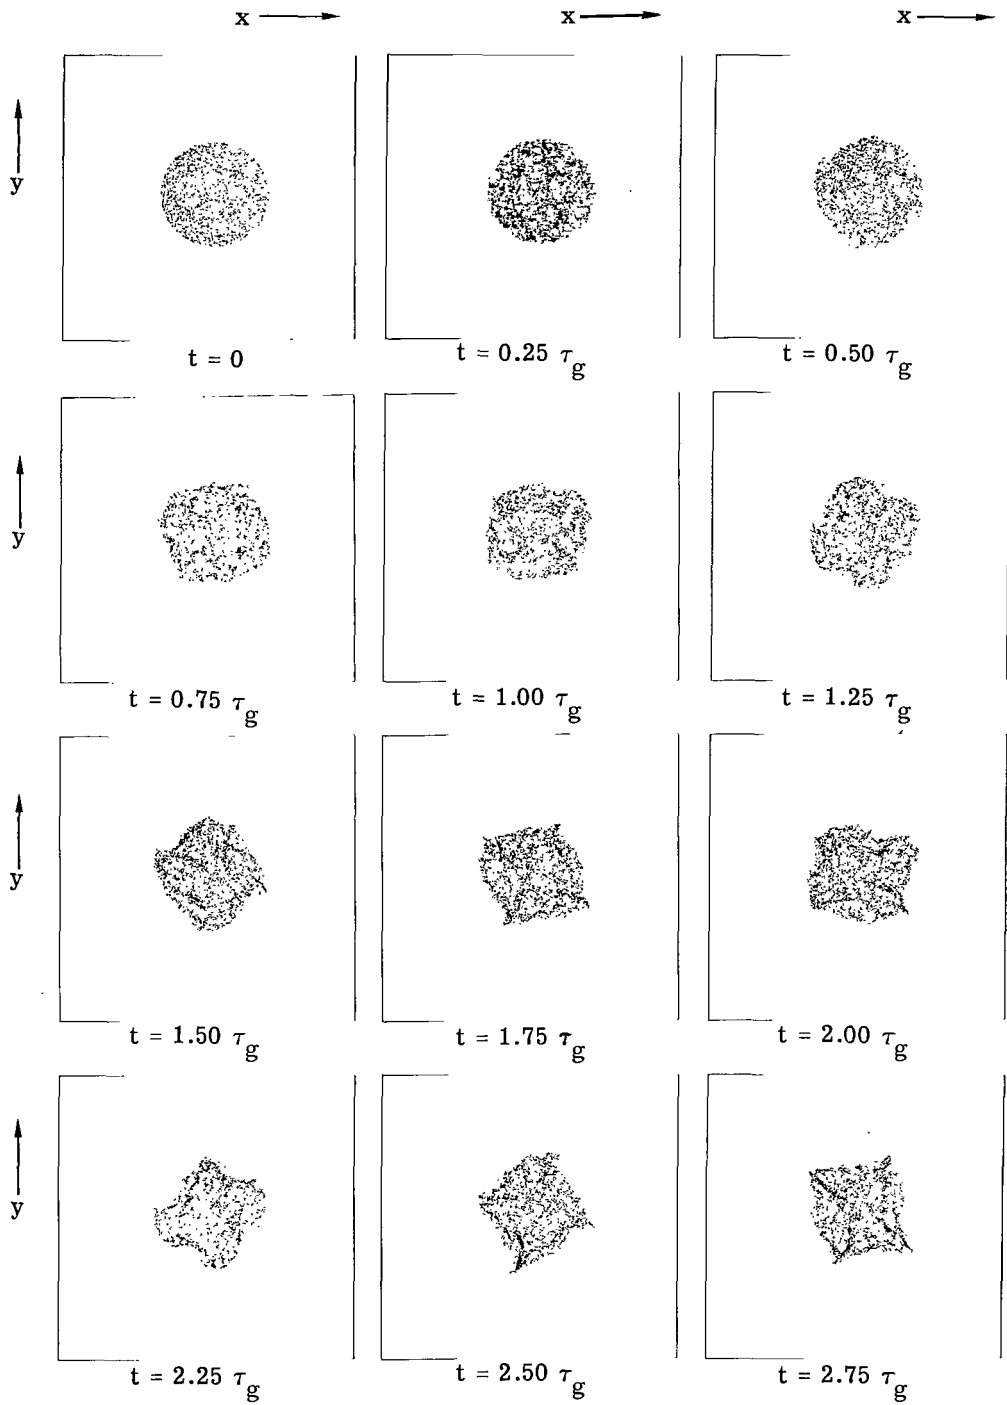 x x x
y
t = 0 t = 0.25 τg t = 0.50 τg
y
t = 0.75 τg t = 1.00 τg t = 1.25 τg
y
t = 1.50 τg t = 1.75 τg t = 2.00 τg
y
t = 2.25 τg t = 2.50 τg t = 2.75 τg